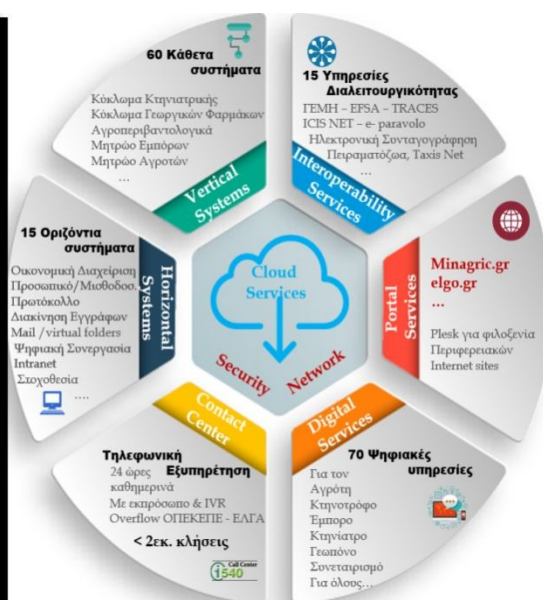 60 Κάθετα
συστήματα
Κύκλωμα Κτηνιατρικής
Κύκλωμα Γεωργικών Φαρμάκων
Αγροπεριβαντολογικά
Μητρώο Εμπόρων
Μητρώο Αγροτών
...
Vertical
Systems
15 Υπηρεσίες
Διαλειτουργικότητας
ΓΕΜΗ – EFSA – TRACES
ICIS NET – e- paravolo
Ηλεκτρονική Συνταγογράφηση
Πειραματόζωα, Taxis Net
...
Interoperability
Services
15 Οριζόντια
συστήματα
Οικονομική Διαχείριση
Προσωπικό/Μισθοδοσ.
Πρωτόκολλο
Διακίνηση Εγγράφων
Mail /virtual folders
Ψηφιακή Συνεργασία
Intranet
Στοχοθεσία
....
Horizontal
Systems
Cloud
Services
Security Network
Portal
Services
Minagric.gr
elgo.gr
...
Plesk για φιλοξενία
Περιφερειακών
Internet sites
Contact
Center
Τηλεφωνική
24 ώρες Εξυπηρέτηση
καθημερινά
Με εκπρόσωπο & IVR
Overflow ΟΠΕΚΕΠΕ - ΕΛΓΑ
< 2εκ. κλήσεις
Call Center
1540
Digital
Services
70 Ψηφιακές
υπηρεσίες
Για τον
Αγρότη
Κτηνοτρόφο
Έμπορο
Κτηνίατρο
Γεωπόνο
Συνεταιρισμό
Για όλους...